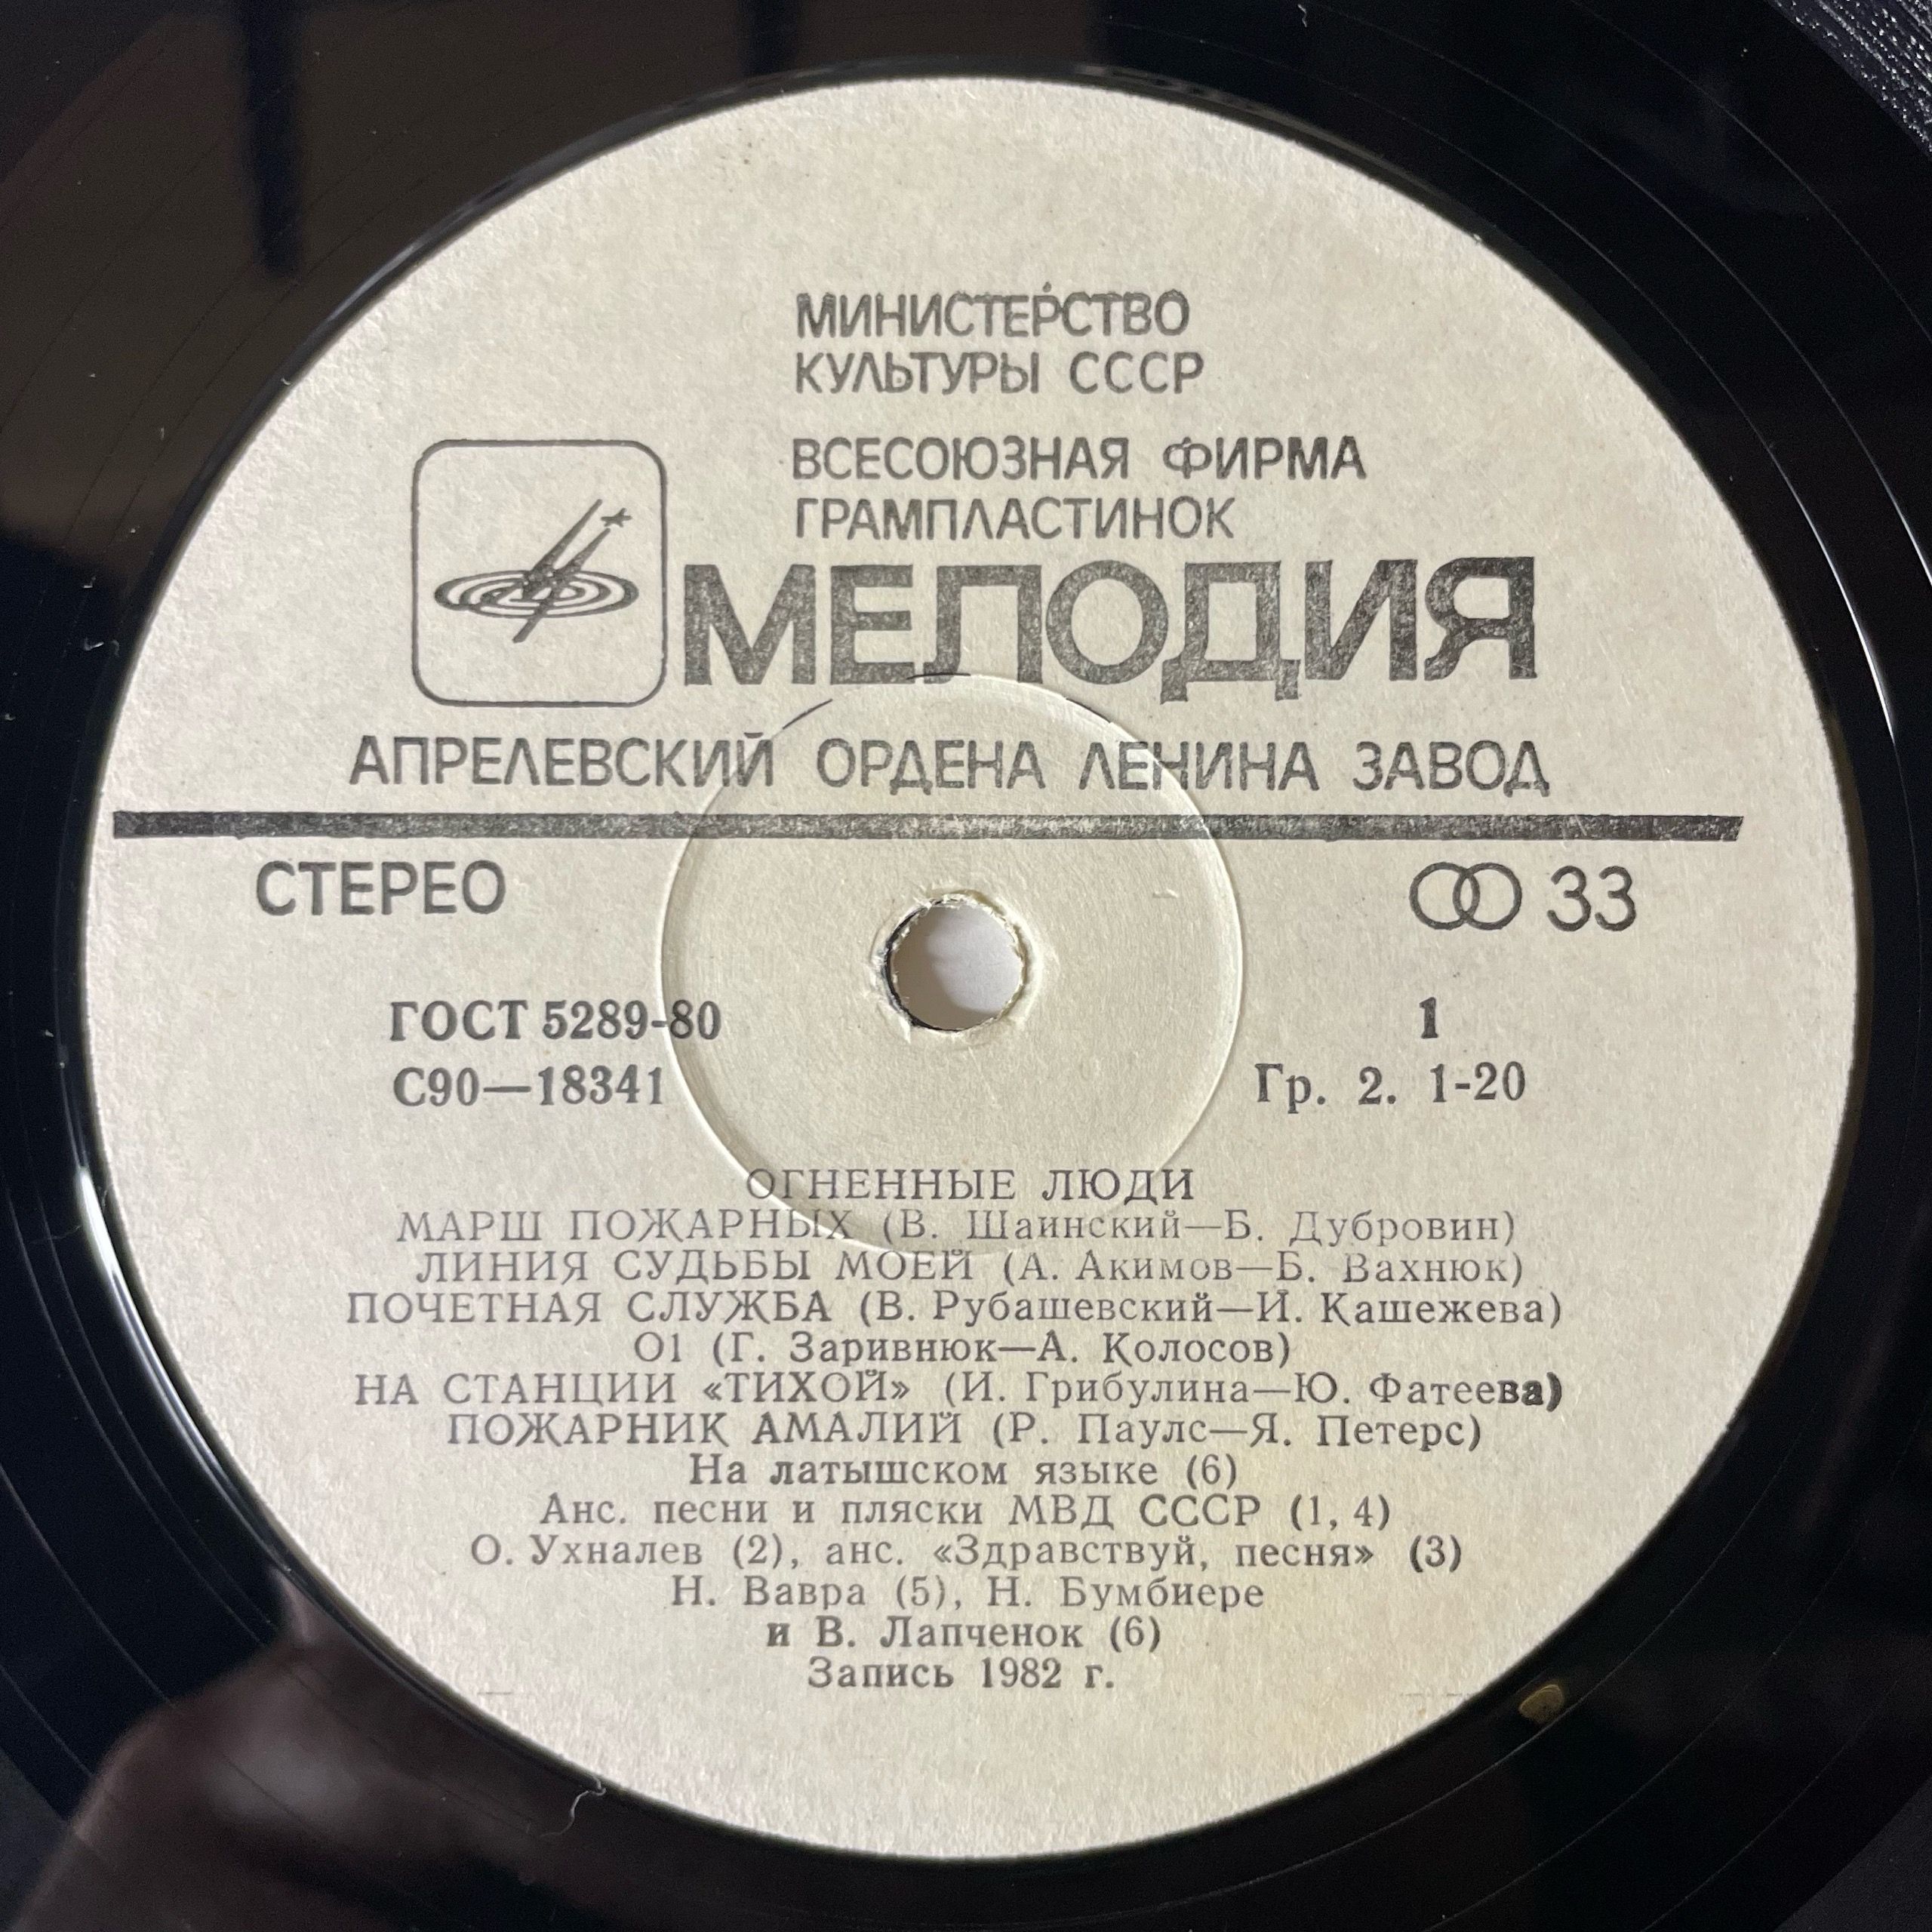 МИНИСТЕРСТВО
КУЛЬТУРЫ СССР
ВСЕСОЮЗНАЯ ФИРМА
ГРАМПЛАСТИНОК
МЕЛОДИЯ
АПРЕЛЕВСКИЙ ОРДЕНА ЛЕНИНА ЗАВОД
СТЕРЕО 33
ГОСТ 5289-80 1
С90—18341 Гр. 2. 1-20
ОГНЕННЫЕ ЛЮДИ
МАРШ ПОЖАРНЫХ (В. Шаинский—Б. Дубровин)
ЛИНИЯ СУДЬБЫ МОЕЙ (А. Акимов—Б. Вахнюк)
ПОЧЕТНАЯ СЛУЖБА (В. Рубашевский—И. Кашежева)
О1 (Г. Заривнюк—А. Колосов)
НА СТАНЦИИ «ТИХОЙ» (И. Грибулина—Ю. Фатеева)
ПОЖАРНИК АМАЛИЙ (Р. Паулс—Я. Петерс)
На латышском языке (6)
Анс. песни и пляски МВД СССР (1, 4)
О. Ухналев (2), анс. «Здравствуй, песня» (3)
Н. Вавра (5), Н. Бумбиере
и В. Лапченок (6)
Запись 1982 г.